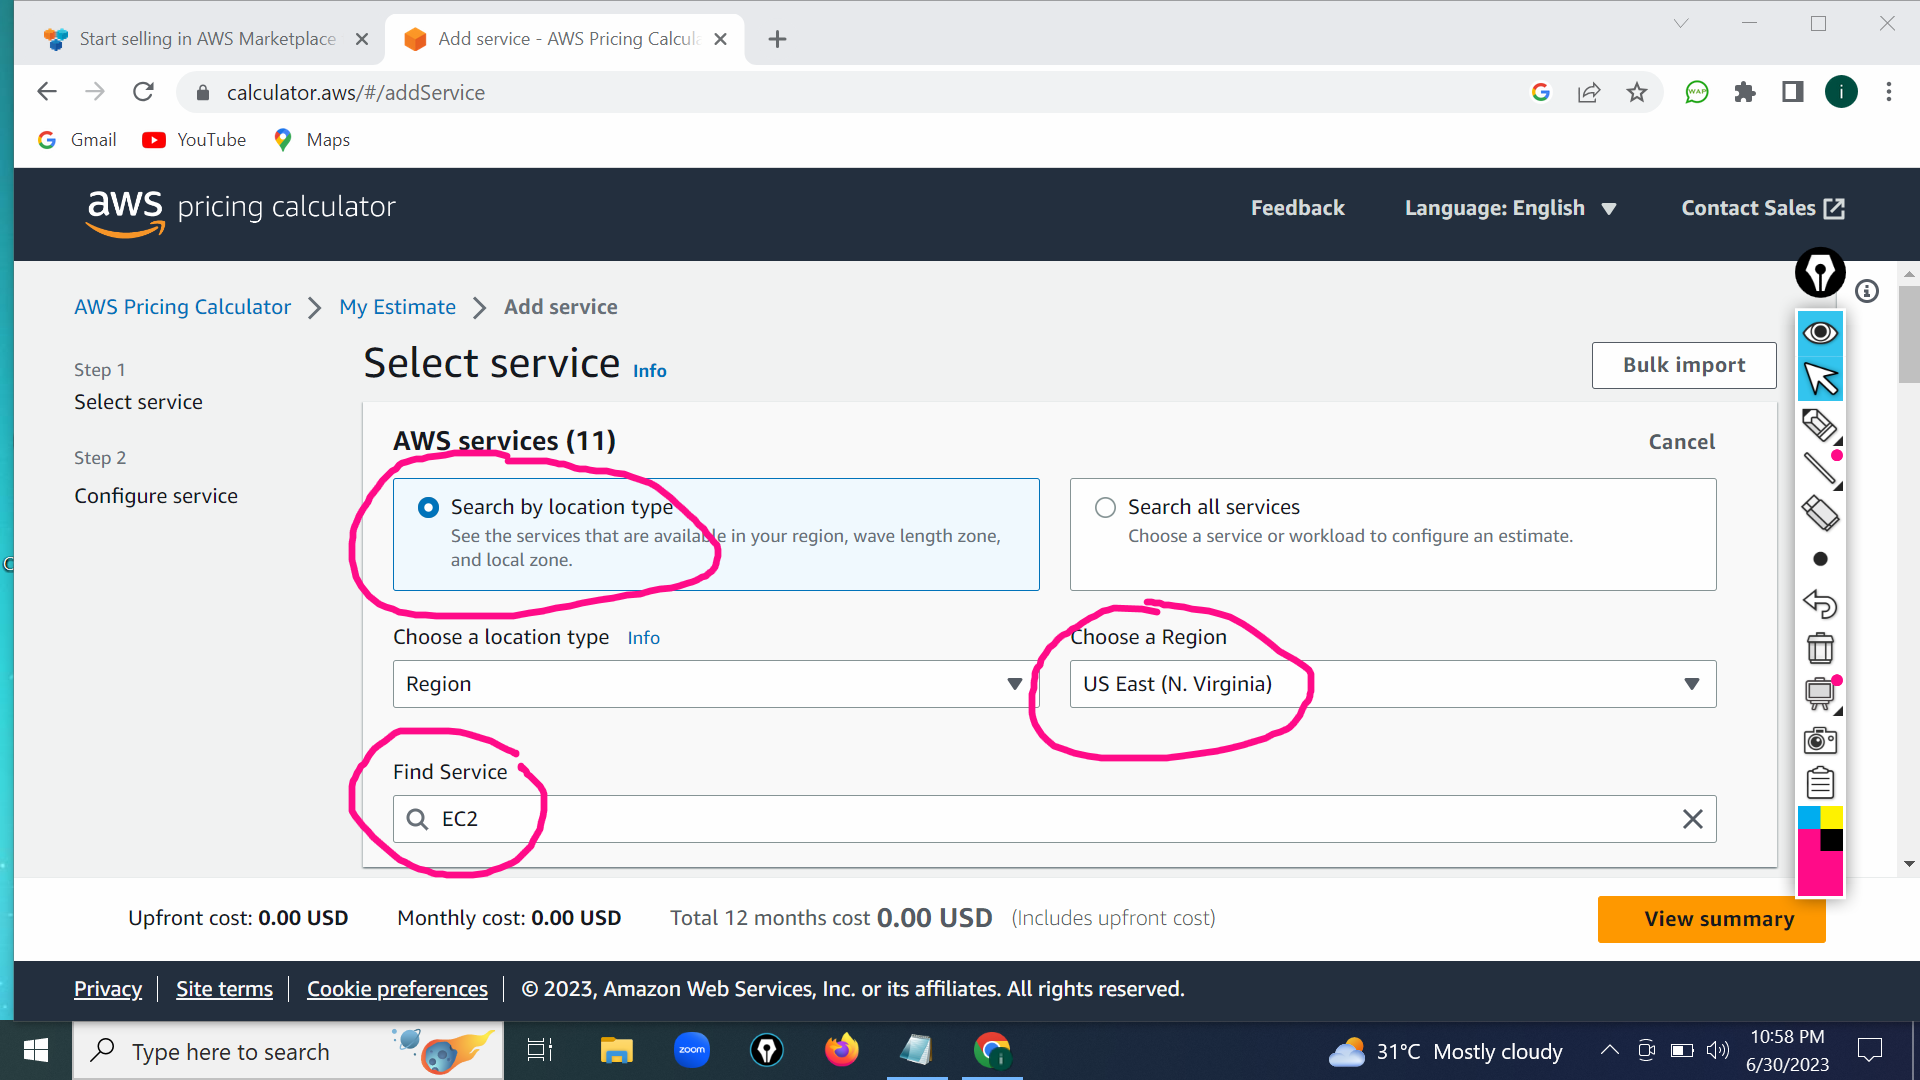 Start selling in AWS Marketplace
Add service - AWS Pricing Calcul
calculator.aws/#/addService
WAP
i
Gmail
YouTube
Maps
aws pricing calculator
Feedback
Language: English
Contact Sales
AWS Pricing Calculator
My Estimate
Add service
Step 1
Select service
Step 2
Configure service
Select service Info
Bulk import
AWS services (11)
Cancel
Search by location type
See the services that are available in your region, wave length zone,
and local zone.
Search all services
Choose a service or workload to configure an estimate.
Choose a location type Info
Region
Choose a Region
US East (N. Virginia)
Find Service
EC2
Upfront cost: 0.00 USD
Monthly cost: 0.00 USD
Total 12 months cost 0.00 USD (Includes upfront cost)
View summary
Privacy
Site terms
Cookie preferences
© 2023, Amazon Web Services, Inc. or its affiliates. All rights reserved.
Type here to search
zoom
31°C Mostly cloudy
10:58 PM
6/30/2023